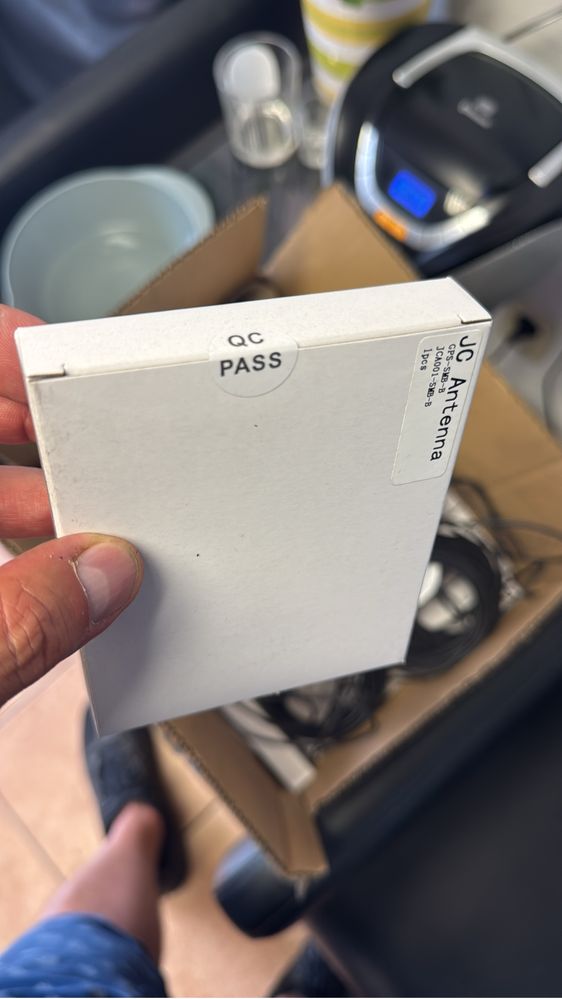 QC
PASS
JC Antenna
GPS-SMB-B
JCA001-SMB-B
1pcs